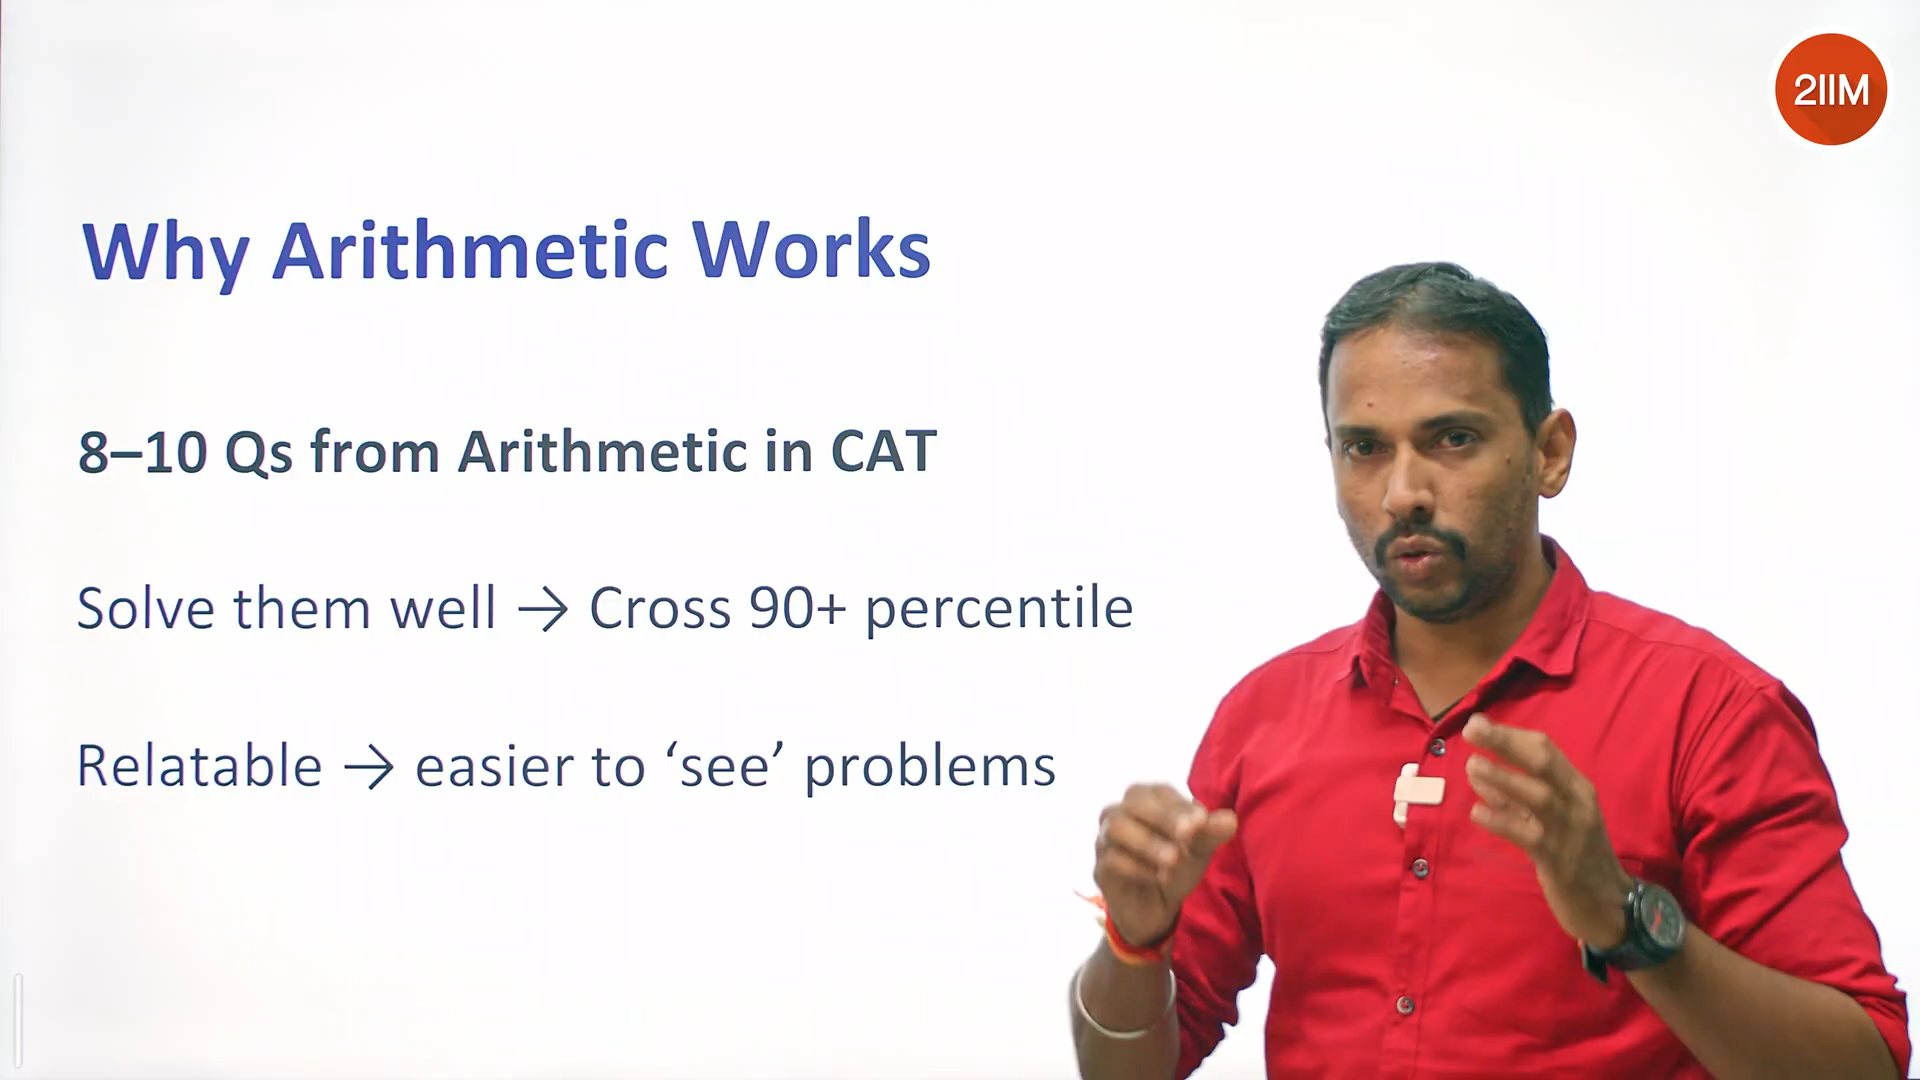 2IIM
Why Arithmetic Works
8–10 Qs from Arithmetic in CAT
Solve them well → Cross 90+ percentile
Relatable → easier to ‘see’ problems